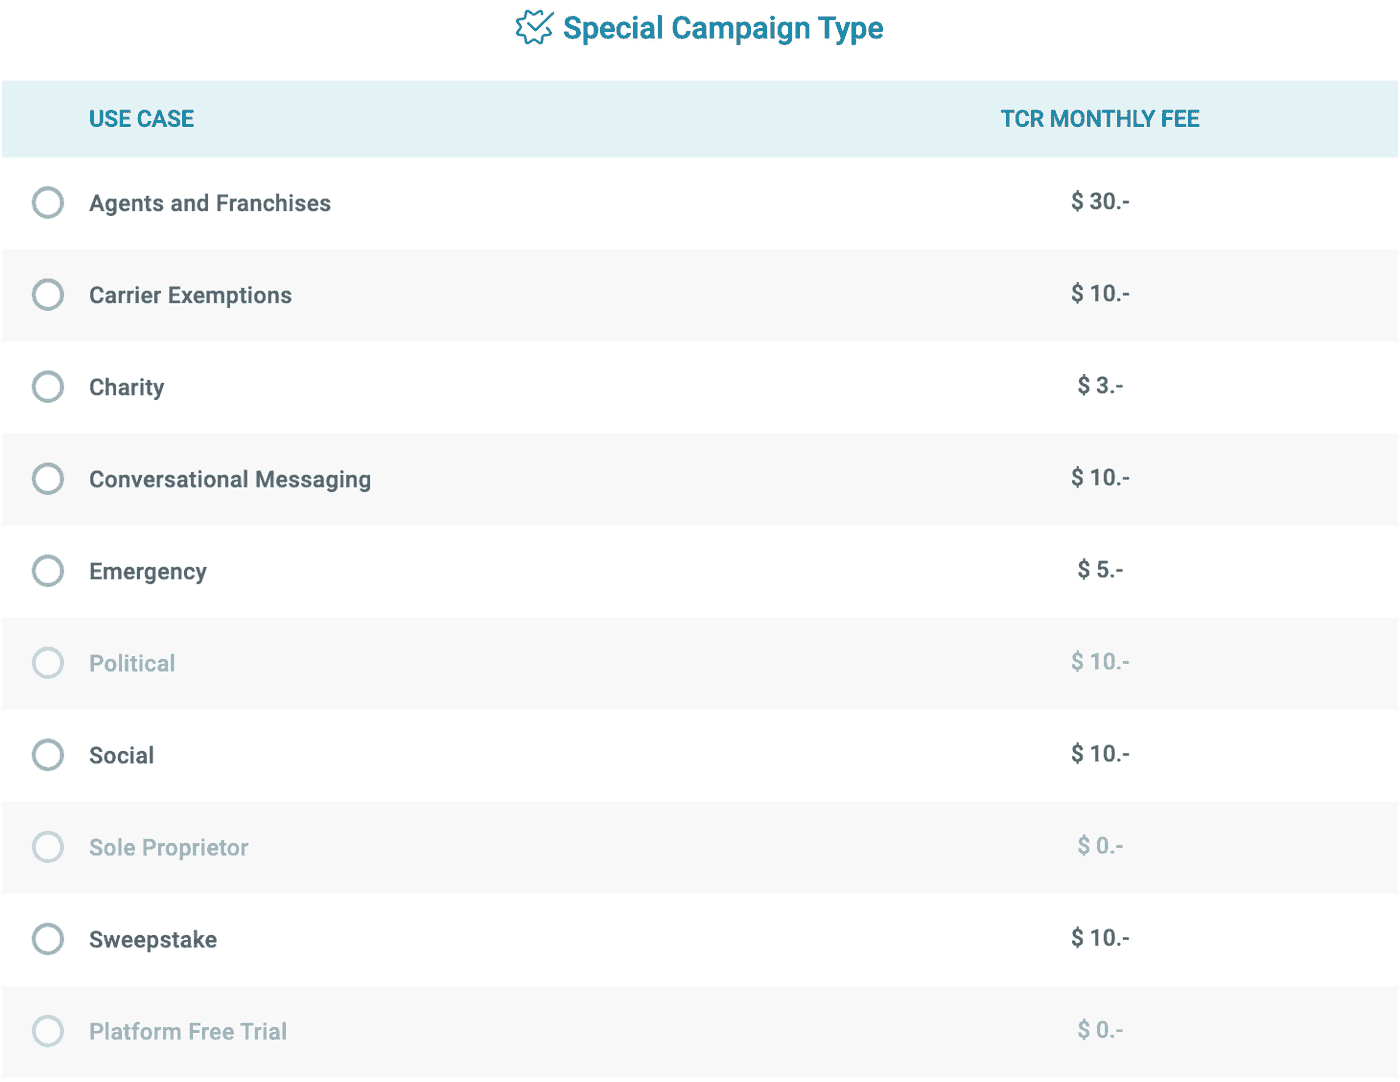 Special Campaign Type
USE CASE TCR MONTHLY FEE
Agents and Franchises $ 30.-
Carrier Exemptions $ 10.-
Charity $ 3.-
Conversational Messaging $ 10.-
Emergency $ 5.-
Political $ 10.-
Social $ 10.-
Sole Proprietor $ 0.-
Sweepstake $ 10.-
Platform Free Trial $ 0.-